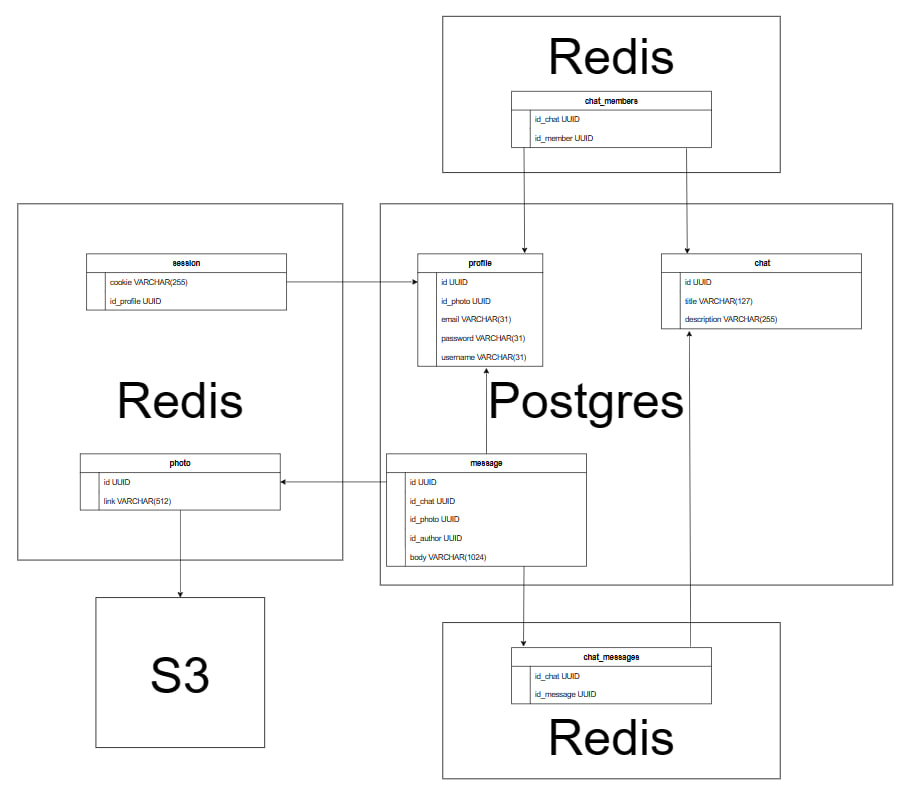 Redis
chat_members
id_chat UUID
id_member UUID
session
cookie VARCHAR(255)
id_profile UUID
Redis
photo
id UUID
link VARCHAR(512)
profile
id UUID
id_photo UUID
email VARCHAR(31)
password VARCHAR(31)
username VARCHAR(31)
chat
id UUID
title VARCHAR(127)
description VARCHAR(255)
Postgres
message
id UUID
id_chat UUID
id_photo UUID
id_author UUID
body VARCHAR(1024)
S3
chat_messages
id_chat UUID
id_message UUID
Redis